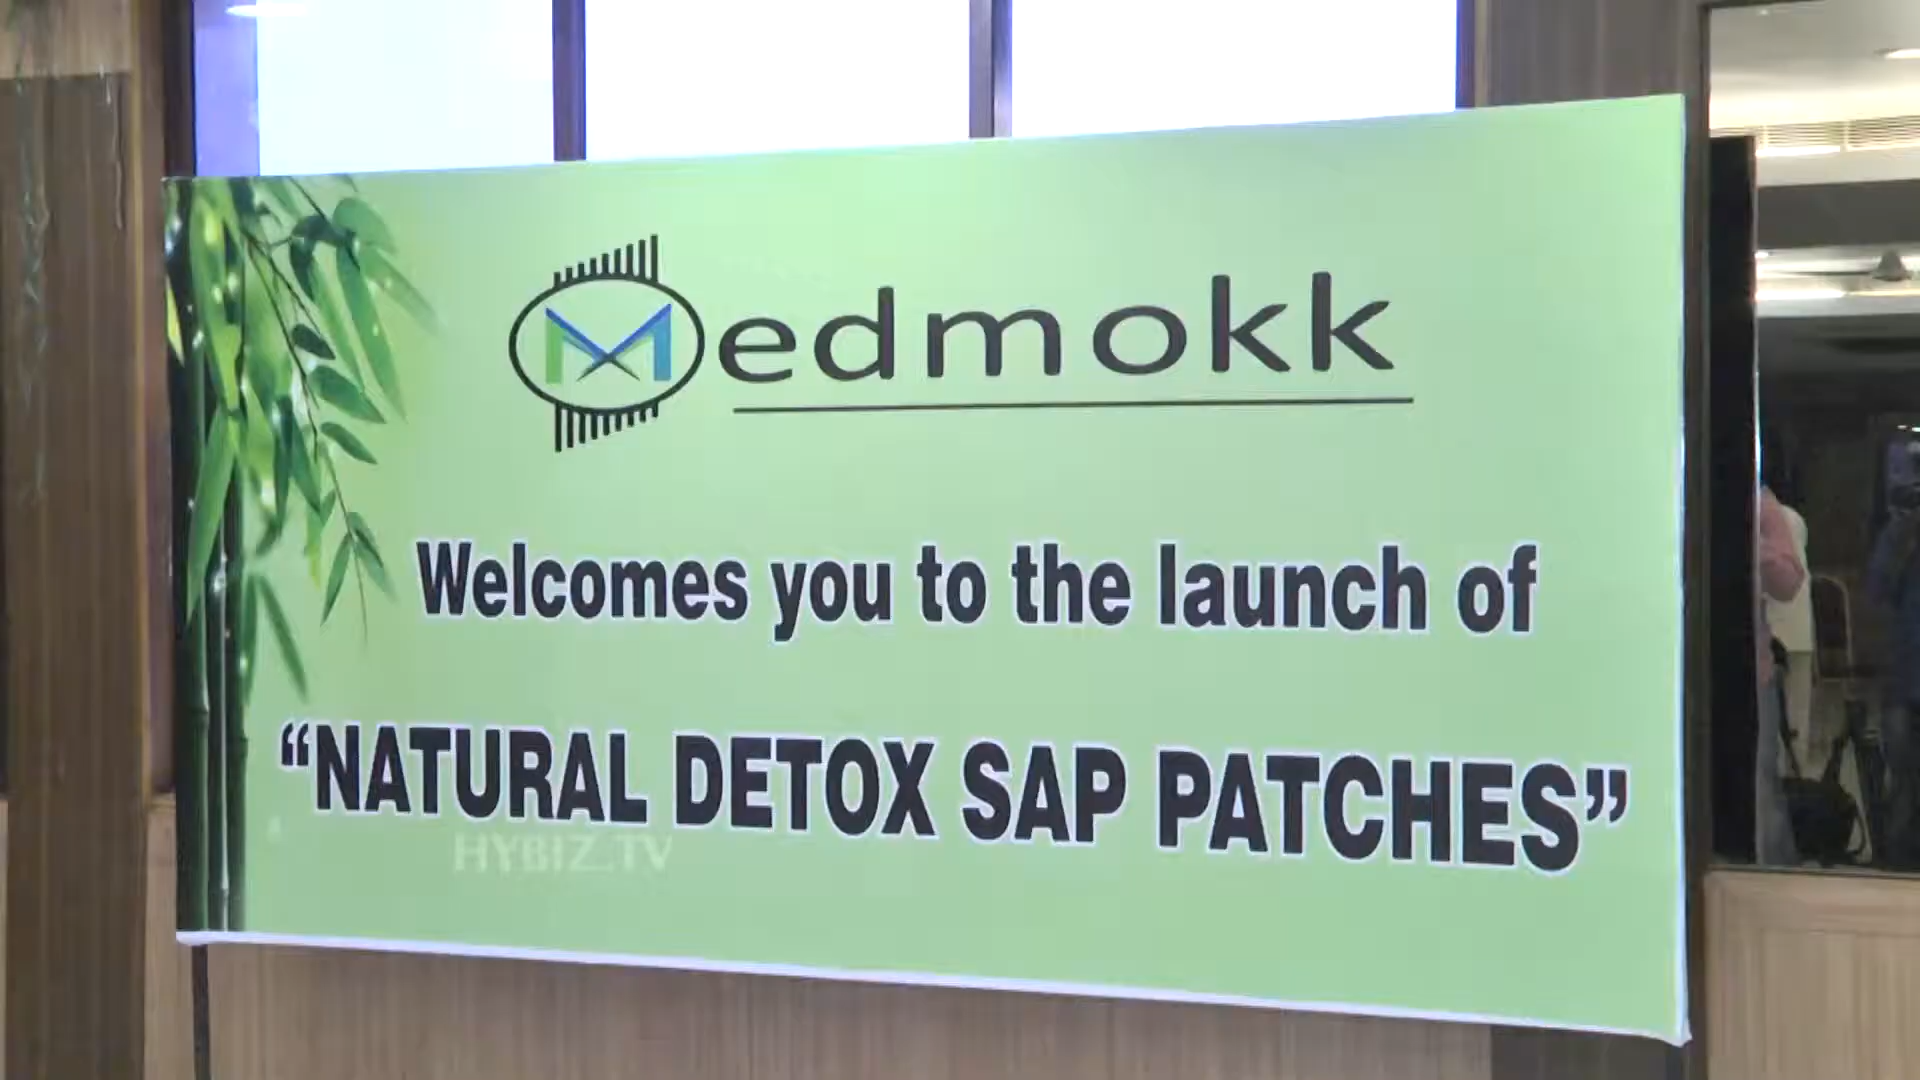 Medmokk
Welcomes you to the launch of
“NATURAL DETOX SAP PATCHES”
HYBIZ.TV